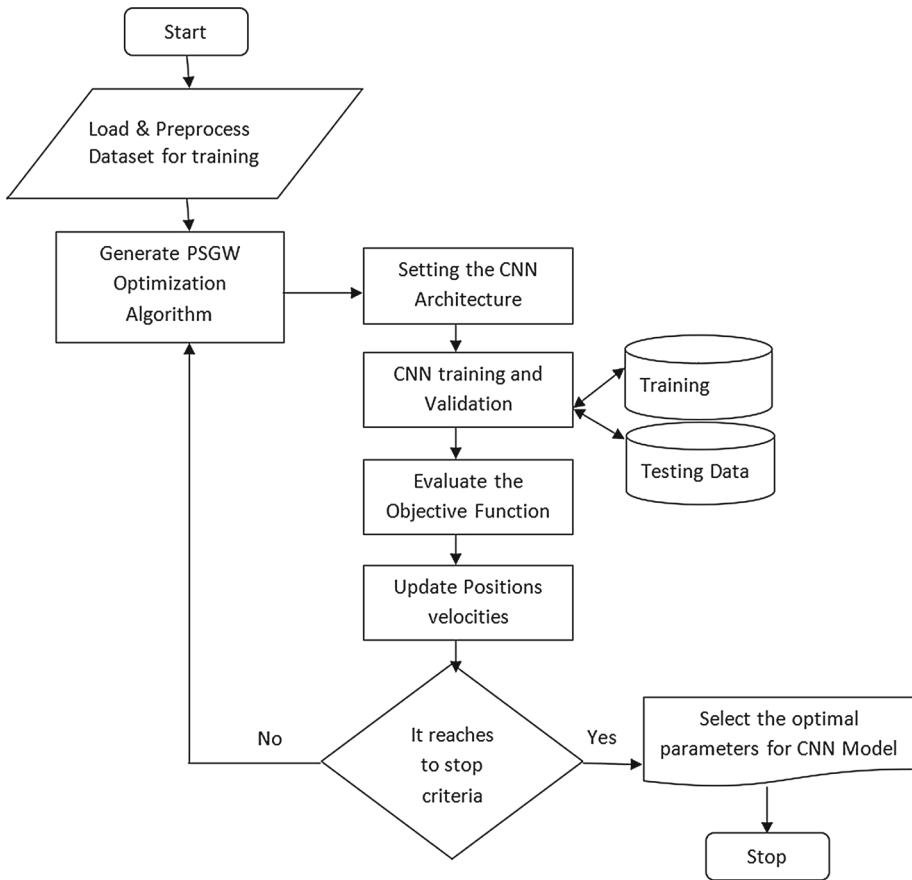 Start
Load & Preprocess
Dataset for training
Generate PSGW
Optimization
Algorithm
Setting the CNN
Architecture
CNN training and
Validation
Training
Testing Data
Evaluate the
Objective Function
Update Positions
velocities
No
It reaches
to stop
criteria
Yes
Select the optimal
parameters for CNN Model
Stop